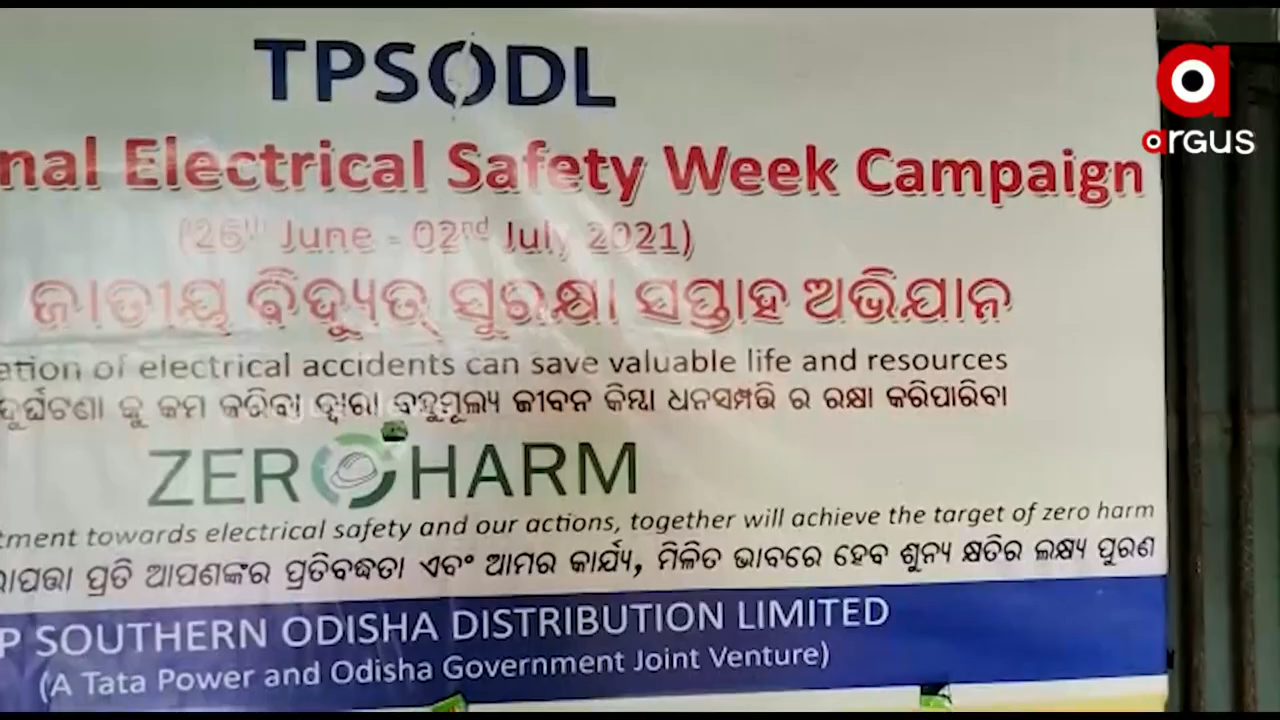 TPSODL
nal Electrical Safety Week Campaign
(26th June - 02nd July 2021)
ଜାତୀୟ ବିଦ୍ୟୁତ୍ ସୁରକ୍ଷା ସପ୍ତାହ ଅଭିଯାନ
ation of electrical accidents can save valuable life and resources
ଦୁର୍ଘଟଣା କୁ କମ କରିବା ଦ୍ୱାରା ବହୁମୂଲ୍ୟ ଜୀବନ କିମ୍ବା ଧନସମ୍ପତ୍ତି ର ରକ୍ଷା କରିପାରିବା
ZERO HARM
tment towards electrical safety and our actions, together will achieve the target of zero harm
ରାପତ୍ତା ପ୍ରତି ଆପଣଙ୍କର ପ୍ରତିବଦ୍ଧତା ଏବଂ ଆମର କାର୍ଯ୍ୟ, ମିଳିତ ଭାବରେ ହେବ ଶୁନ୍ୟ କ୍ଷତିର ଲକ୍ଷ୍ୟ ପୁରଣ
P SOUTHERN ODISHA DISTRIBUTION LIMITED
(A Tata Power and Odisha Government Joint Venture)
argus